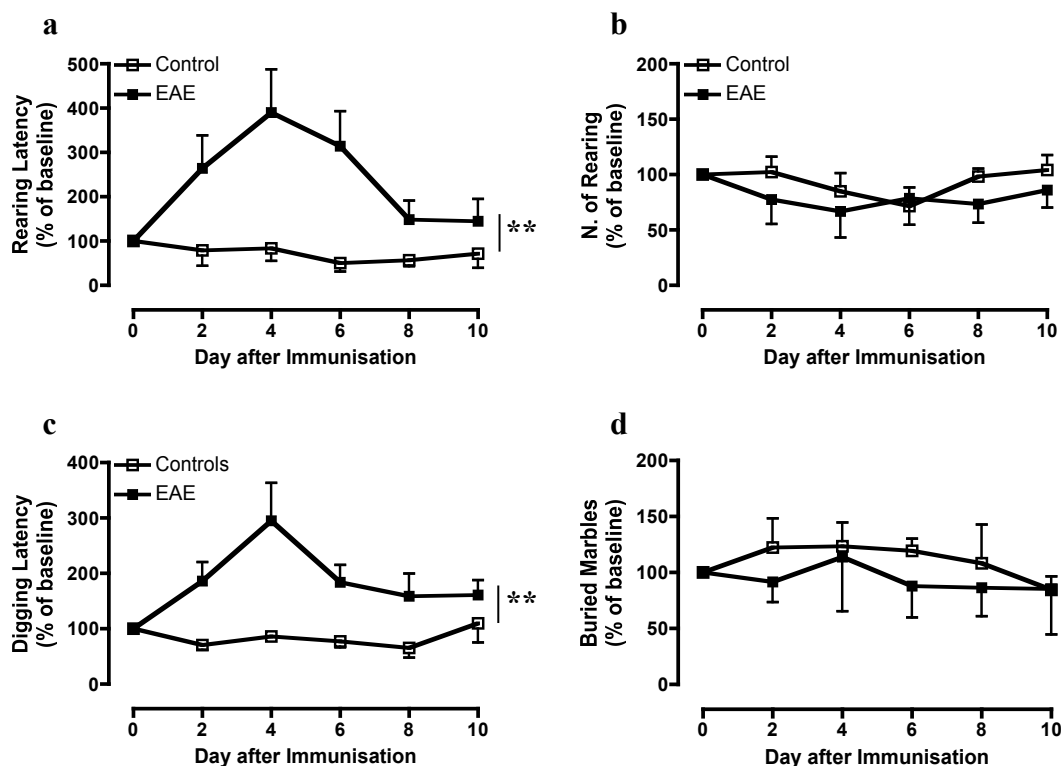 a
500
400
300
200
100
0
Rearing Latency
(% of baseline)
Control
EAE
**
0 2 4 6 8 10
Day after Immunisation
b
200
150
100
50
0
N. of Rearing
(% of baseline)
Control
EAE
0 2 4 6 8 10
Day after Immunisation
c
400
300
200
100
0
Digging Latency
(% of baseline)
Controls
EAE
**
0 2 4 6 8 10
Day after Immunisation
d
200
150
100
50
0
Buried Marbles
(% of baseline)
0 2 4 6 8 10
Day after Immunisation